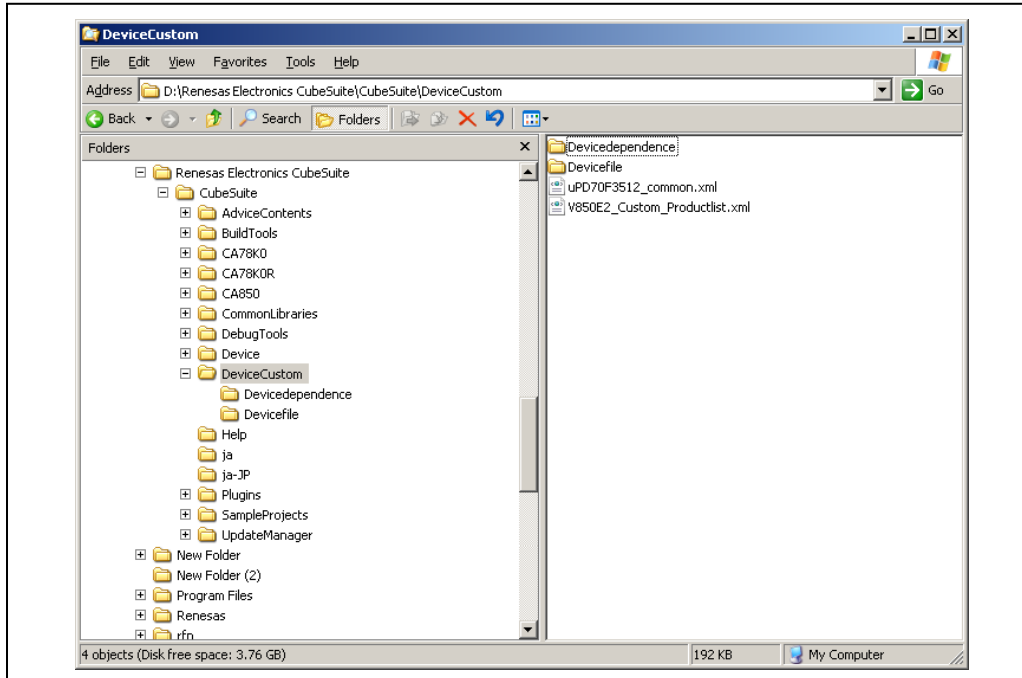 DeviceCustom
File Edit View Favorites Tools Help
Address D:\Renesas Electronics CubeSuite\CubeSuite\DeviceCustom Go
Back Search Folders
Folders
Renesas Electronics CubeSuite
CubeSuite
AdviceContents
BuildTools
CA78K0
CA78K0R
CA850
CommonLibraries
DebugTools
Device
DeviceCustom
Devicedependence
Devicefile
Help
ja
ja-JP
Plugins
SampleProjects
UpdateManager
New Folder
New Folder (2)
Program Files
Renesas
rfp
Devicedependence
Devicefile
uPD70F3512_common.xml
V850E2_Custom_Productlist.xml
4 objects (Disk free space: 3.76 GB) 192 KB My Computer